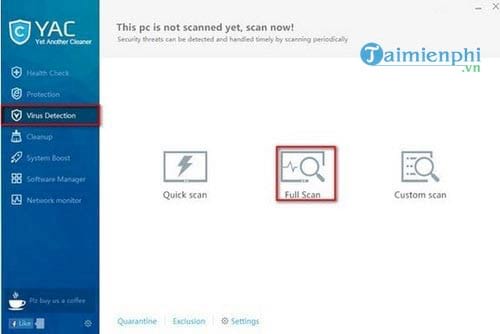 YAC
Yet Another Cleaner
Health Check
Protection
Virus Detection
Cleanup
System Boost
Software Manager
Network monitor
Plz buy us a coffee
Like
This pc is not scanned yet, scan now!
Security threats can be detected and handled timely by scanning periodically
Taimienphi
.vn
Quick scan
Full Scan
Custom scan
Quarantine
Exclusion
Settings